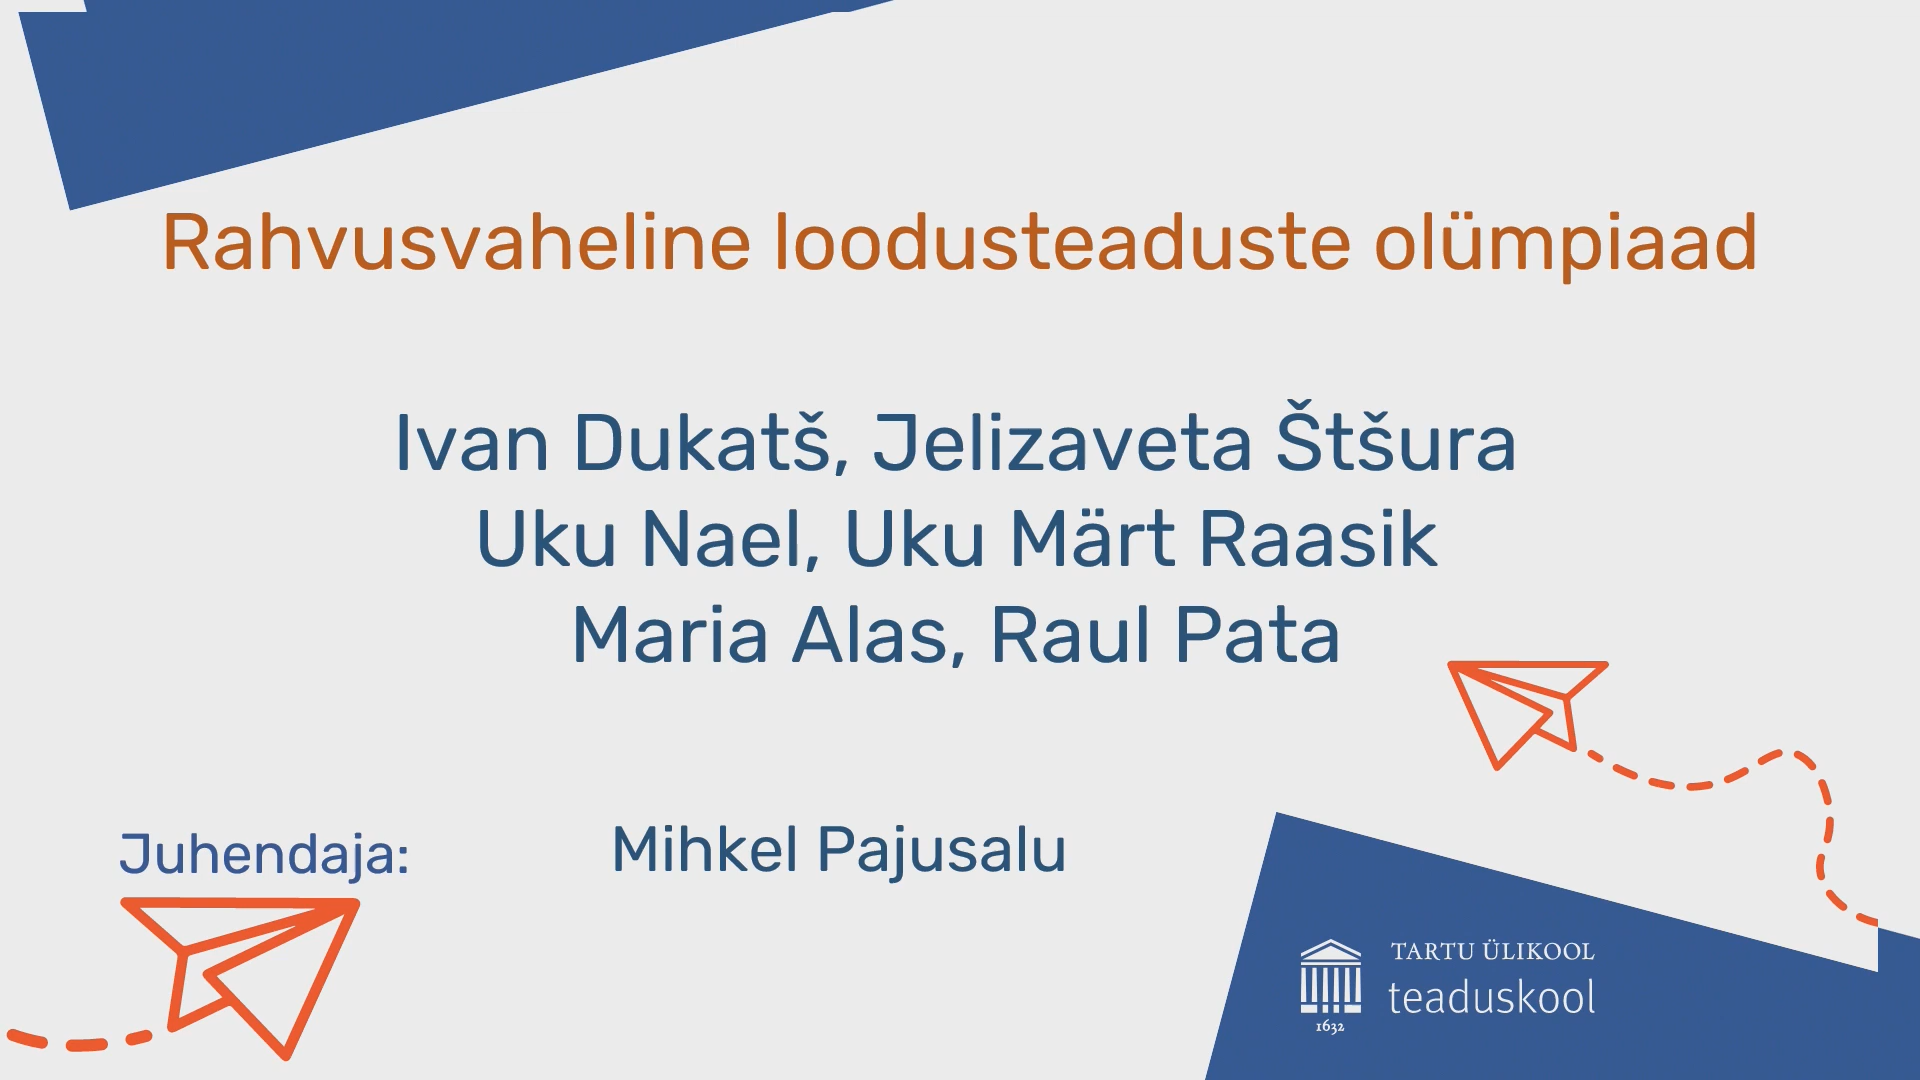 Rahvusvaheline loodusteaduste olümpiaad
Ivan Dukatš, Jelizaveta Štšura
Uku Nael, Uku Märt Raasik
Maria Alas, Raul Pata
Juhendaja: Mihkel Pajusalu
TARTU ÜLIKOOL
teaduskool
1632